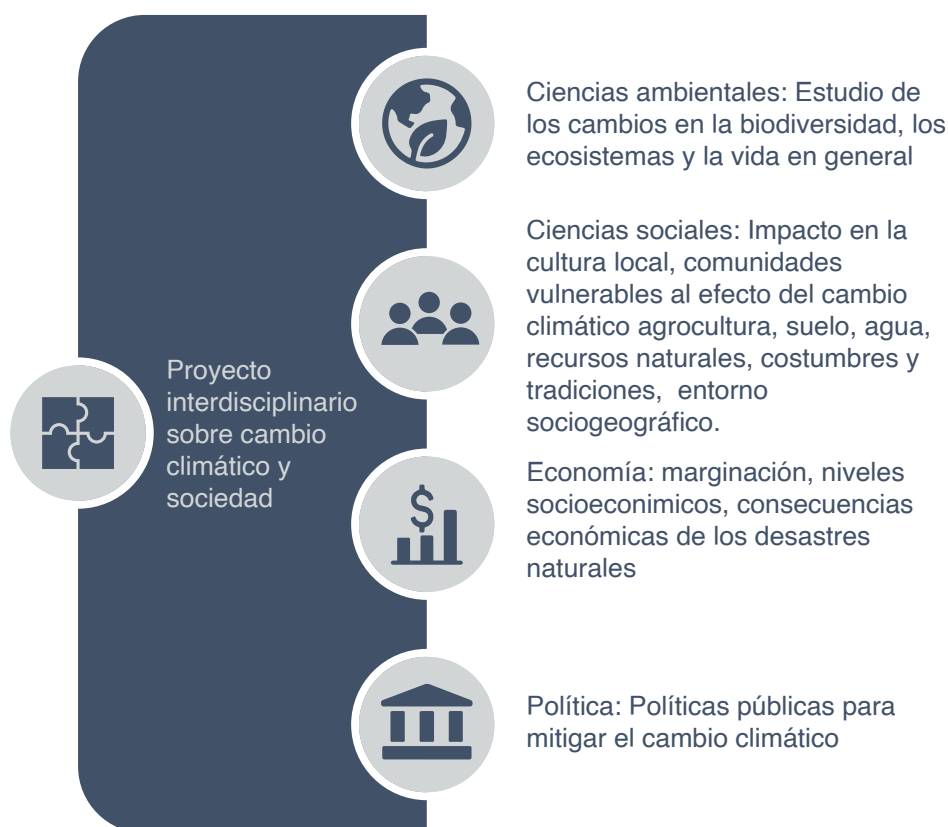 Proyecto
interdisciplinario
sobre cambio
climático y
sociedad
Ciencias ambientales: Estudio de
los cambios en la biodiversidad, los
ecosistemas y la vida en general
Ciencias sociales: Impacto en la
cultura local, comunidades
vulnerables al efecto del cambio
climático agrocultura, suelo, agua,
recursos naturales, costumbres y
tradiciones,  entorno
sociogeográfico.
Economía: marginación, niveles
socioeconimicos, consecuencias
económicas de los desastres
naturales
Política: Políticas públicas para
mitigar el cambio climático